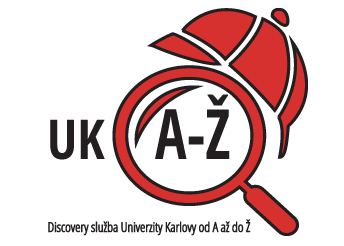 UK A-Ž
Discovery služba Univerzity Karlovy od A až do Ž